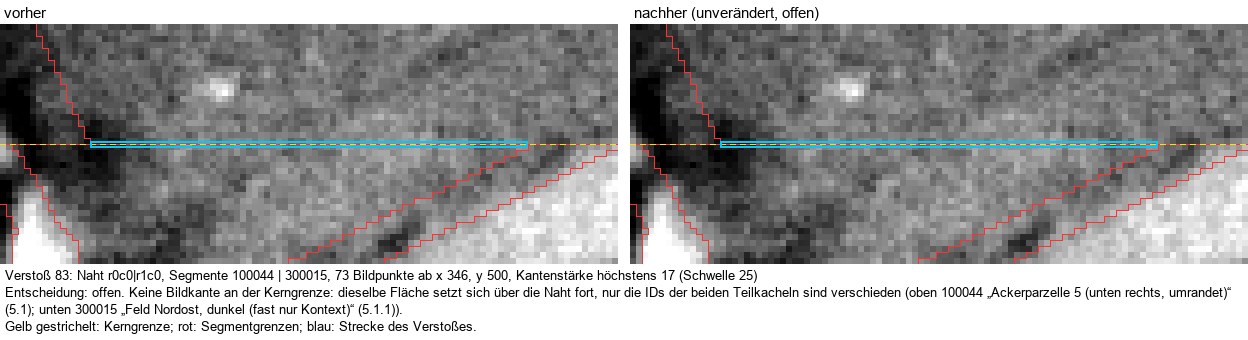 vorher
nachher (unverändert, offen)
Verstoß 83: Naht r0c0|r1c0, Segmente 100044 | 300015, 73 Bildpunkte ab x 346, y 500, Kantenstärke höchstens 17 (Schwelle 25)
Entscheidung: offen. Keine Bildkante an der Kerngrenze: dieselbe Fläche setzt sich über die Naht fort, nur die IDs der beiden Teilkacheln sind verschieden (oben 100044 „Ackerparzelle 5 (unten rechts, umrandet)“
(5.1); unten 300015 „Feld Nordost, dunkel (fast nur Kontext)“ (5.1.1)).
Gelb gestrichelt: Kerngrenze; rot: Segmentgrenzen; blau: Strecke des Verstoßes.